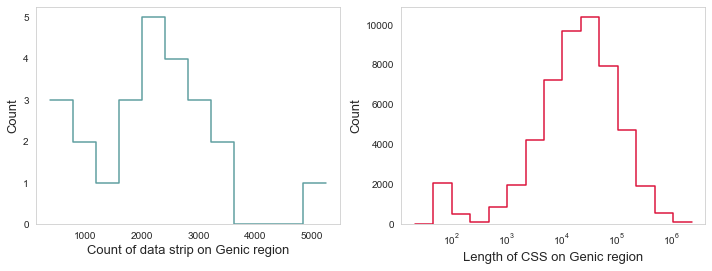 5
4
3
2
1
0
Count
1000 2000 3000 4000 5000
Count of data strip on Genic region
10000
8000
6000
4000
2000
0
Count
10² 10³ 10⁴ 10⁵ 10⁶
Length of CSS on Genic region